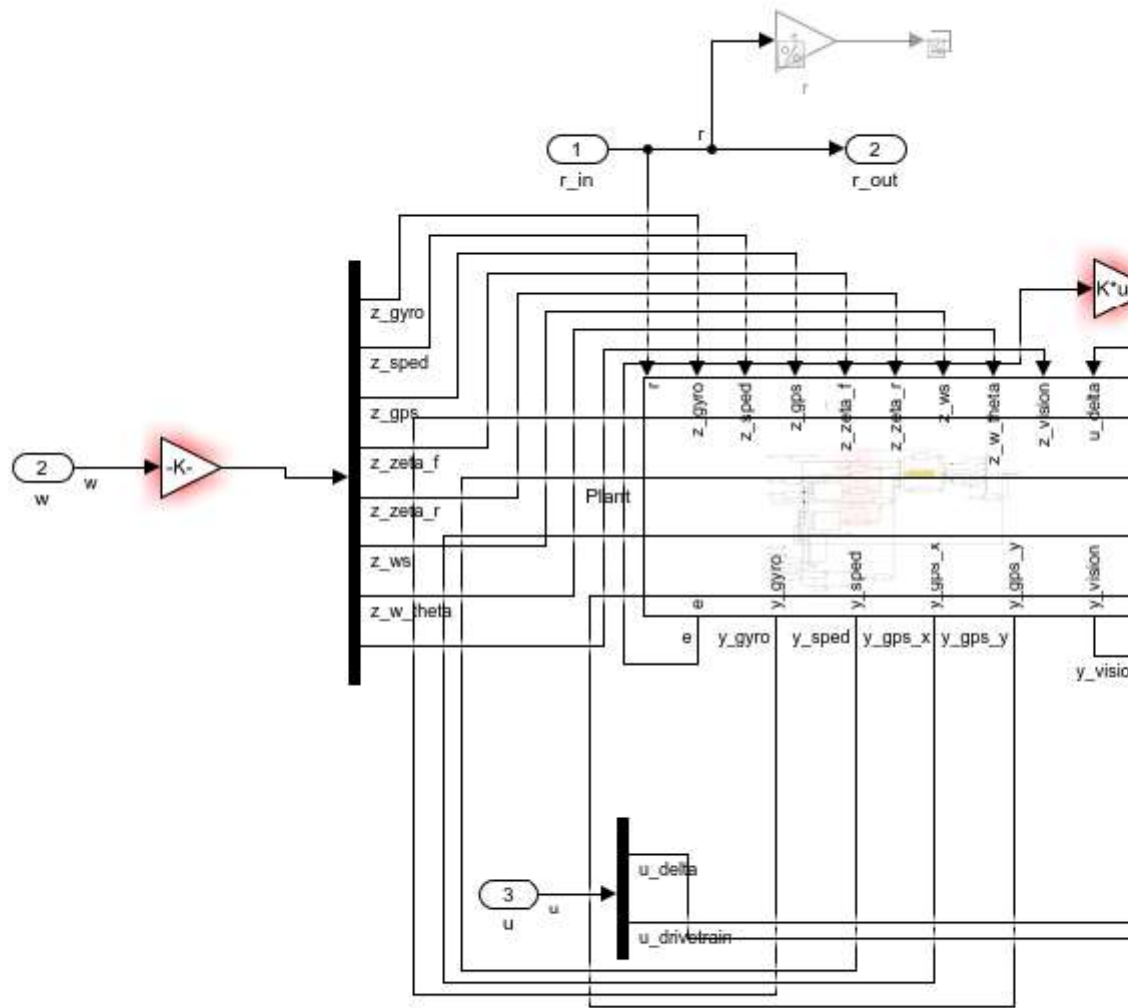 r
r
1
2
r_in
r_out
z_gyro
K*u
z_sped
z_gps
r
z_gyro
z_sped
z_gps
z_zeta_f
z_zeta_r
z_ws
z_w_theta
z_vision
u_delta
z_zeta_f
2
w
-K-
w
z_zeta_r
Plant
z_ws
z_w_theta
e
y_gyro
y_sped
y_gps_x
y_gps_y
y_vision
e
y_gyro
y_sped
y_gps_x
y_gps_y
y_visio
u_delta
3
u
u
u_drivetrain